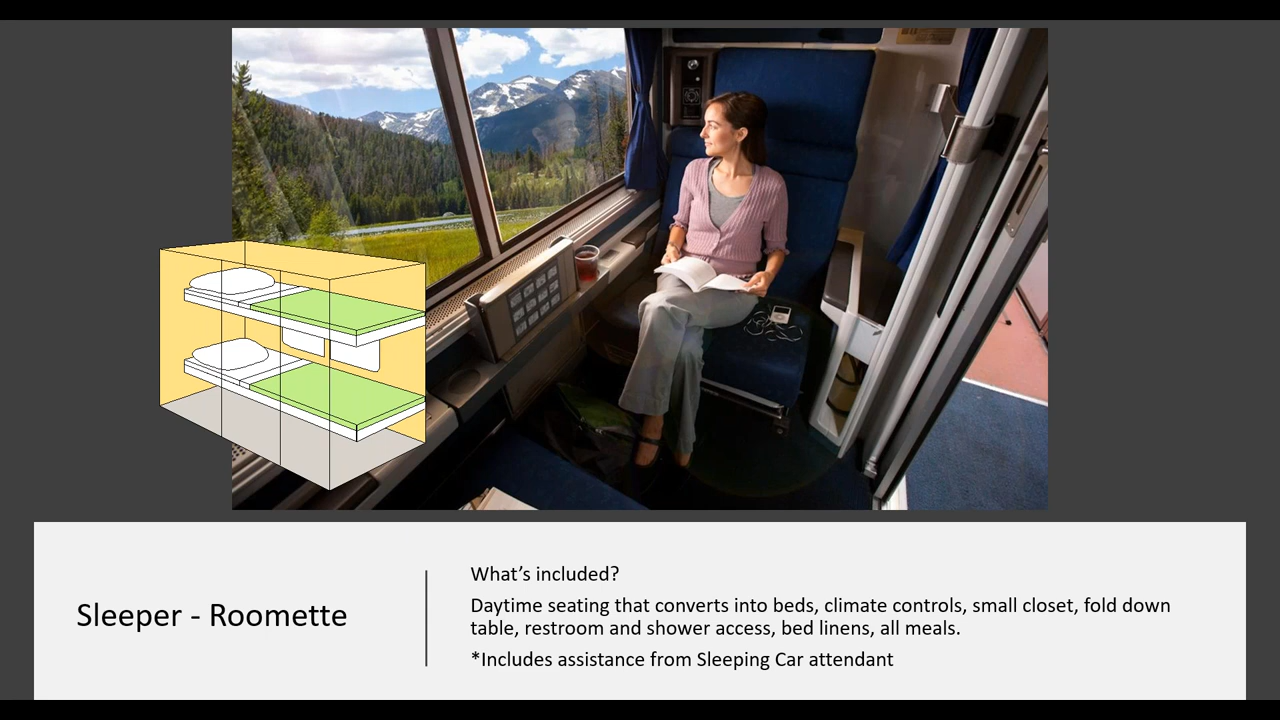 Sleeper - Roomette
What’s included?
Daytime seating that converts into beds, climate controls, small closet, fold down
table, restroom and shower access, bed linens, all meals.
*Includes assistance from Sleeping Car attendant